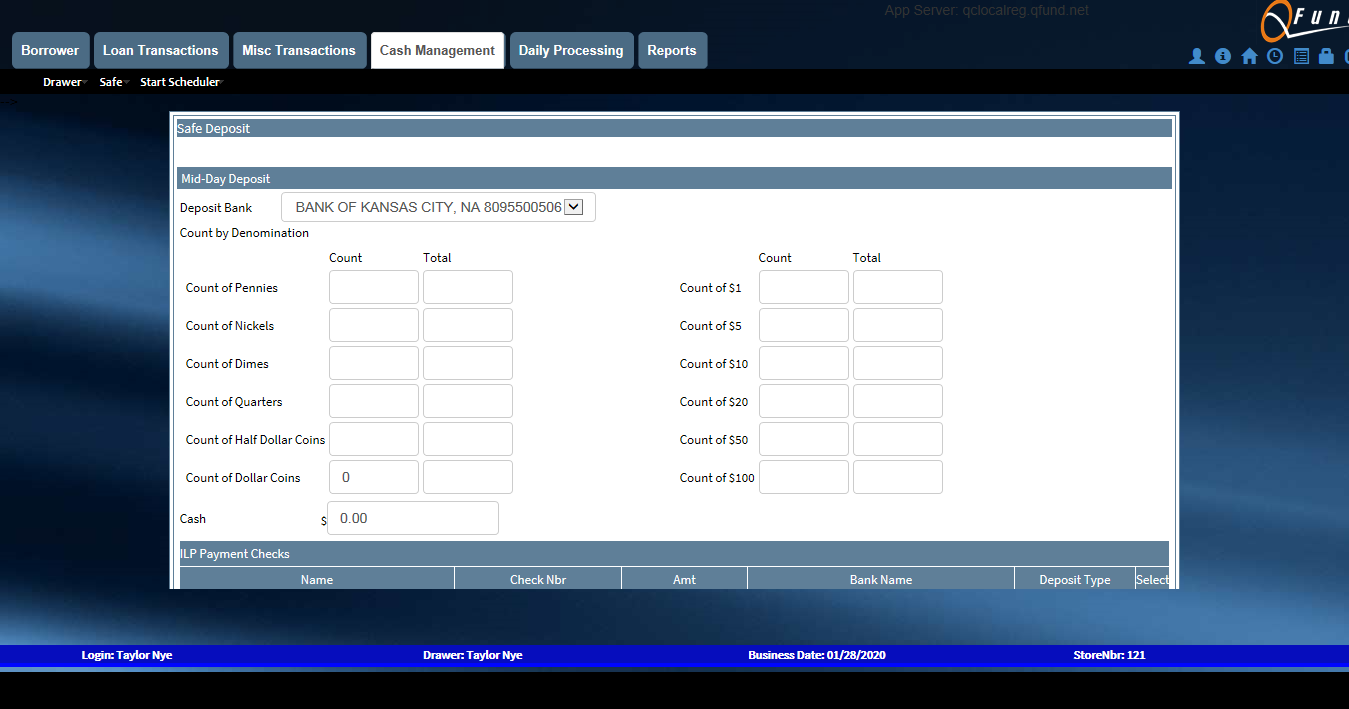 App Server: qclocalreg.qfund.net
QFun
Borrower Loan Transactions Misc Transactions Cash Management Daily Processing Reports
Drawer Safe Start Scheduler
Safe Deposit
Mid-Day Deposit
Deposit Bank BANK OF KANSAS CITY, NA 8095500506
Count by Denomination
Count Total Count Total
Count of Pennies Count of $1
Count of Nickels Count of $5
Count of Dimes Count of $10
Count of Quarters Count of $20
Count of Half Dollar Coins Count of $50
Count of Dollar Coins 0 Count of $100
Cash $ 0.00
ILP Payment Checks
Name Check Nbr Amt Bank Name Deposit Type Select
Login: Taylor Nye Drawer: Taylor Nye Business Date: 01/28/2020 StoreNbr: 121